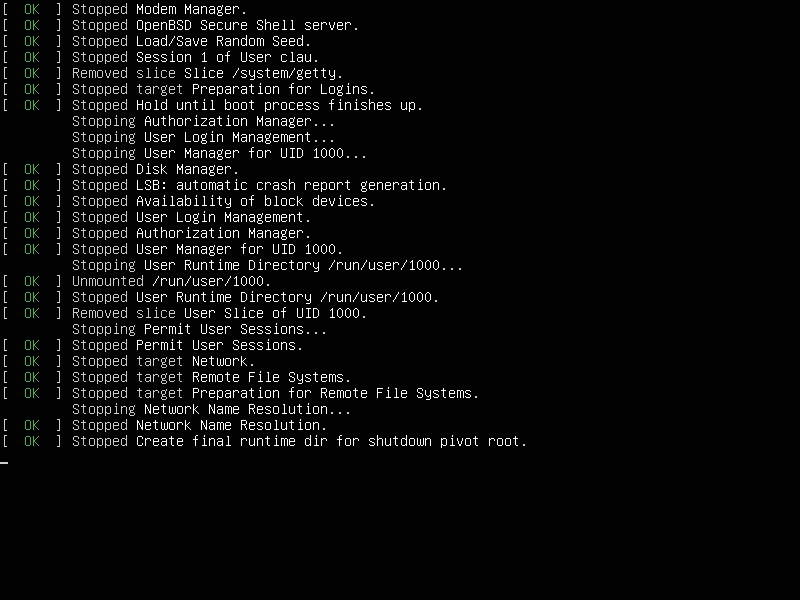 [  OK  ] Stopped Modem Manager.
[  OK  ] Stopped OpenBSD Secure Shell server.
[  OK  ] Stopped Load/Save Random Seed.
[  OK  ] Stopped Session 1 of User clau.
[  OK  ] Removed slice Slice /system/getty.
[  OK  ] Stopped target Preparation for Logins.
[  OK  ] Stopped Hold until boot process finishes up.
         Stopping Authorization Manager...
         Stopping User Login Management...
         Stopping User Manager for UID 1000...
[  OK  ] Stopped Disk Manager.
[  OK  ] Stopped LSB: automatic crash report generation.
[  OK  ] Stopped Availability of block devices.
[  OK  ] Stopped User Login Management.
[  OK  ] Stopped Authorization Manager.
[  OK  ] Stopped User Manager for UID 1000.
         Stopping User Runtime Directory /run/user/1000...
[  OK  ] Unmounted /run/user/1000.
[  OK  ] Stopped User Runtime Directory /run/user/1000.
[  OK  ] Removed slice User Slice of UID 1000.
         Stopping Permit User Sessions...
[  OK  ] Stopped Permit User Sessions.
[  OK  ] Stopped target Network.
[  OK  ] Stopped target Remote File Systems.
[  OK  ] Stopped target Preparation for Remote File Systems.
         Stopping Network Name Resolution...
[  OK  ] Stopped Network Name Resolution.
[  OK  ] Stopped Create final runtime dir for shutdown pivot root.